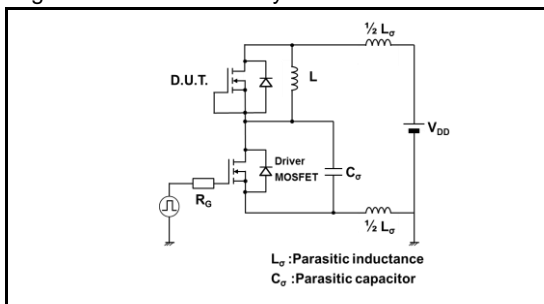 ½ Lσ
D.U.T.
L
VDD
Driver
MOSFET
Cσ
RG
½ Lσ
Lσ :Parasitic inductance
Cσ :Parasitic capacitor